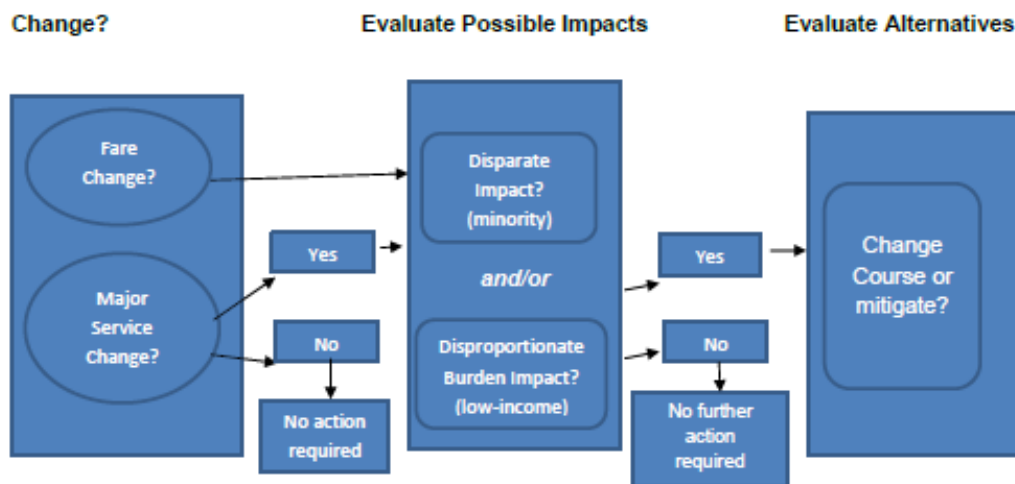 Change?
Evaluate Possible Impacts
Evaluate Alternatives
Fare
Change?
Major
Service
Change?
Yes
No
No action
required
Disparate
Impact?
(minority)
and/or
Disproportionate
Burden Impact?
(low-income)
Yes
No
No further
action
required
Change
Course or
mitigate?